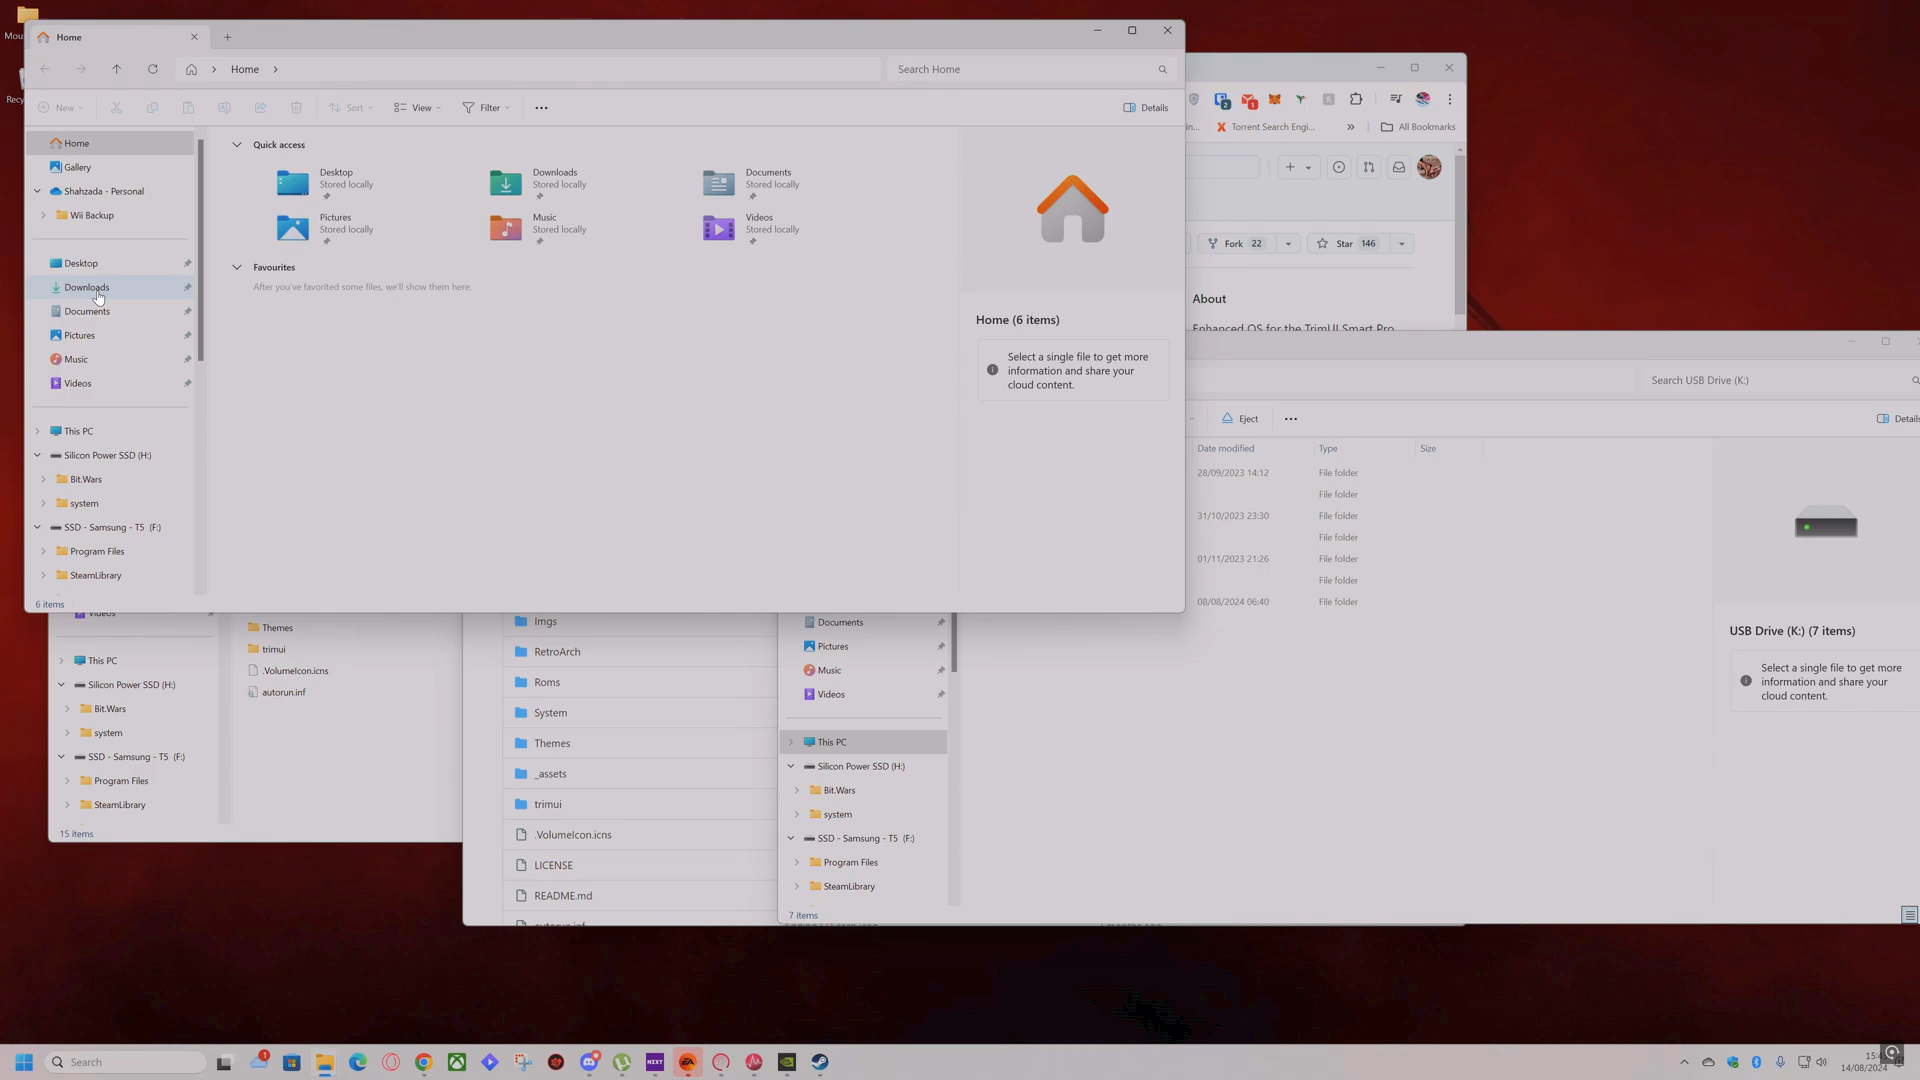 Home
Home
Search Home
New
Sort
View
Filter
Details
Home
Gallery
Shahzada - Personal
Wii Backup
Desktop
Downloads
Documents
Pictures
Music
Videos
This PC
Silicon Power SSD (H:)
Bit.Wars
system
SSD - Samsung - T5 (F:)
Program Files
SteamLibrary
6 items
Quick access
Desktop
Stored locally
Downloads
Stored locally
Documents
Stored locally
Pictures
Stored locally
Music
Stored locally
Videos
Stored locally
Favourites
After you've favorited some files, we'll show them here.
Home (6 items)
Select a single file to get more
information and share your
cloud content.
Torrent Search Engi...
All Bookmarks
Fork 22
Star 146
About
Enhanced OS for the TrimUI Smart Pro
Search USB Drive (K:)
Eject
Details
Date modified
Type
Size
28/09/2023 14:12
File folder
File folder
31/10/2023 23:30
File folder
File folder
01/11/2023 21:26
File folder
File folder
08/08/2024 06:40
File folder
USB Drive (K:) (7 items)
Select a single file to get more
information and share your
cloud content.
Videos
This PC
Silicon Power SSD (H:)
Bit.Wars
system
SSD - Samsung - T5 (F:)
Program Files
SteamLibrary
15 items
Themes
trimui
.VolumeIcon.icns
autorun.inf
Imgs
RetroArch
Roms
System
Themes
_assets
trimui
.VolumeIcon.icns
LICENSE
README.md
autorun.inf
Documents
Pictures
Music
Videos
This PC
Silicon Power SSD (H:)
Bit.Wars
system
SSD - Samsung - T5 (F:)
Program Files
SteamLibrary
7 items
Search
14/08/2024